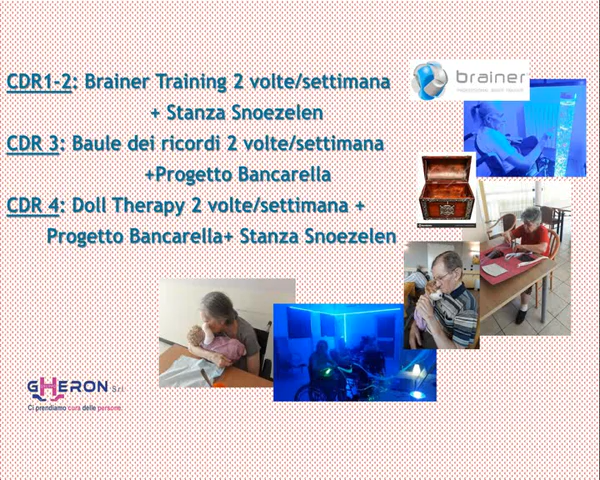 CDR1-2: Brainer Training 2 volte/settimana
+ Stanza Snoezelen
CDR 3: Baule dei ricordi 2 volte/settimana
+Progetto Bancarella
CDR 4: Doll Therapy 2 volte/settimana +
Progetto Bancarella+ Stanza Snoezelen
brainer
GHERON S.r.l.
Ci prendiamo cura delle persone.